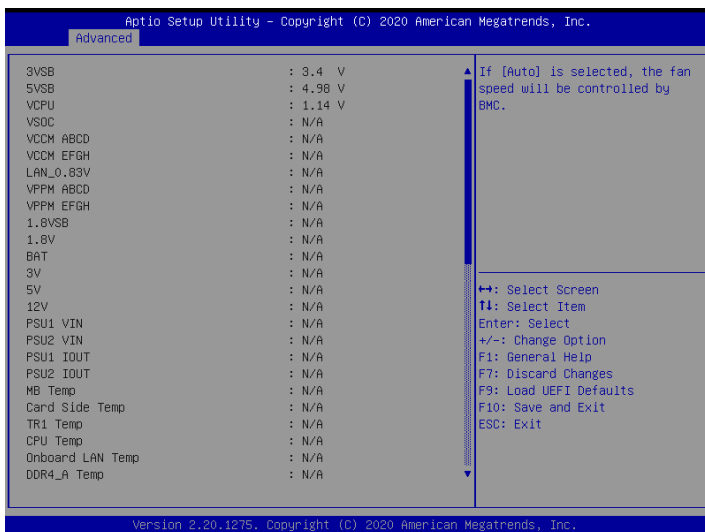 Aptio Setup Utility – Copyright (C) 2020 American Megatrends, Inc.
Advanced
3VSB : 3.4 V
5VSB : 4.98 V
VCPU : 1.14 V
VSOC : N/A
VCCM ABCD : N/A
VCCM EFGH : N/A
LAN_0.83V : N/A
VPPM ABCD : N/A
VPPM EFGH : N/A
1.8VSB : N/A
1.8V : N/A
BAT : N/A
3V : N/A
5V : N/A
12V : N/A
PSU1 VIN : N/A
PSU2 VIN : N/A
PSU1 IOUT : N/A
PSU2 IOUT : N/A
MB Temp : N/A
Card Side Temp : N/A
TR1 Temp : N/A
CPU Temp : N/A
Onboard LAN Temp : N/A
DDR4_A Temp : N/A
If [Auto] is selected, the fan
speed will be controlled by
BMC.
↔: Select Screen
↑↓: Select Item
Enter: Select
+/-: Change Option
F1: General Help
F7: Discard Changes
F9: Load UEFI Defaults
F10: Save and Exit
ESC: Exit
Version 2.20.1275. Copyright (C) 2020 American Megatrends, Inc.